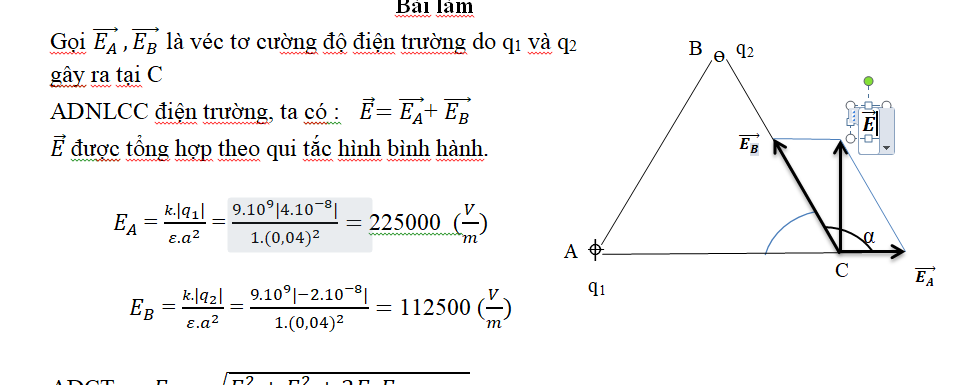 Bài làm
Gọi $\overrightarrow{E_A}$ , $\overrightarrow{E_B}$ là véc tơ cường độ điện trường do q₁ và q₂
gây ra tại C
ADNLCC điện trường, ta có : $\vec{E} = \overrightarrow{E_A} + \overrightarrow{E_B}$
$\vec{E}$ được tổng hợp theo qui tắc hình bình hành.
$E_A = \frac{k.|q_1|}{\varepsilon.a^2} = \frac{9.10^9|4.10^{-8}|}{1.(0,04)^2} = 225000 \ (\frac{V}{m})$
$E_B = \frac{k.|q_2|}{\varepsilon.a^2} = \frac{9.10^9|-2.10^{-8}|}{1.(0,04)^2} = 112500 \ (\frac{V}{m})$
B
q₂
$\vec{E}$
$\overrightarrow{E_B}$
α
A
C
$\overrightarrow{E_A}$
q₁